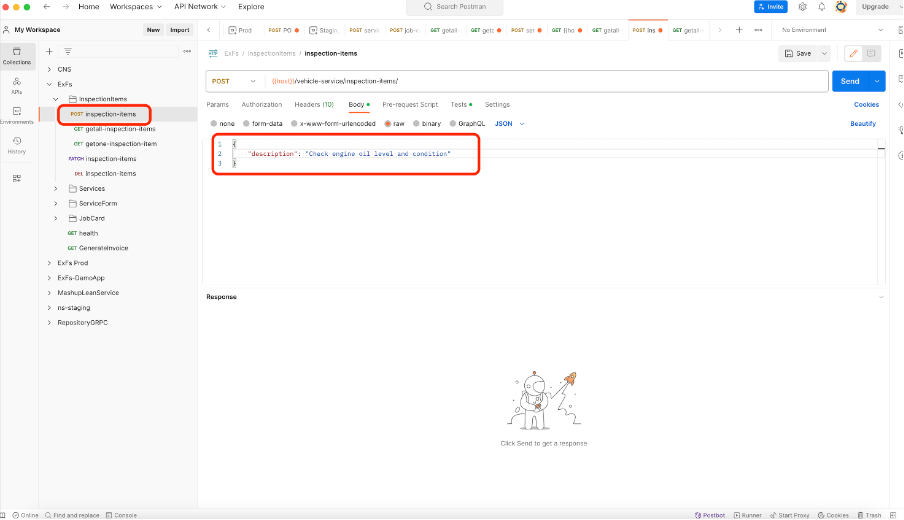 Home Workspaces API Network Explore Search Postman Invite Upgrade
My Workspace New Import
Prod POST PO Stagin POST servi POST job-c GET getall GET geto POST ser POST {{ho GET getall POST Ins GET getall- No Environment
Collections
APIs
Environments
History
CNS
ExFs
InspectionItems
POST inspection-items
GET getall-inspection-items
GET getone-inspection-item
PATCH inspection-items
DEL inspection-items
Services
ServiceForm
JobCard
GET health
GET GenerateInvoice
ExFs Prod
ExFs-DemoApp
MashupLeanService
ns-staging
RepositoryGRPC
HTTP ExFs / InspectionItems / inspection-items Save
POST {{host}}/vehicle-service/inspection-items/ Send
Params Authorization Headers (10) Body Pre-request Script Tests Settings Cookies
none form-data x-www-form-urlencoded raw binary GraphQL JSON Beautify
1 {
2 "description": "Check engine oil level and condition"
3 }
Response
Click Send to get a response
Online Find and replace Console Postbot Runner Start Proxy Cookies Trash